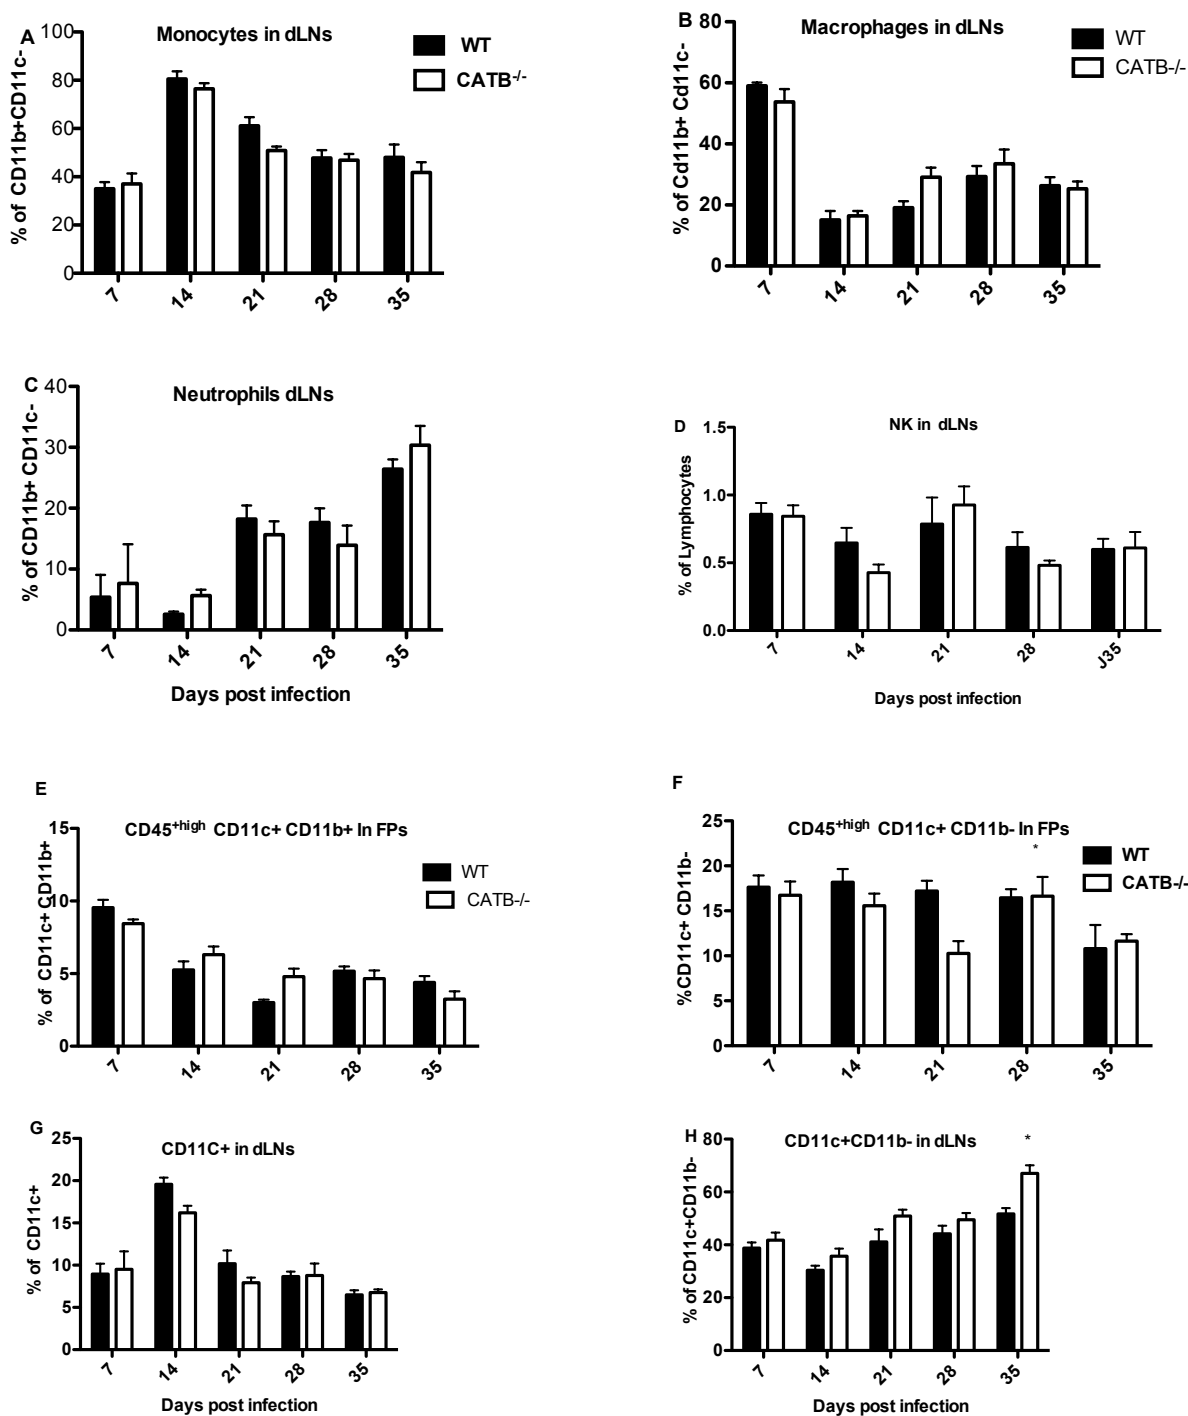 A
Monocytes in dLNs
WT
CATB-/-
% of CD11b+CD11c-
100
80
60
40
20
0
7 14 21 28 35
B
Macrophages in dLNs
WT
CATB-/-
% of Cd11b+ Cd11c-
80
60
40
20
0
7 14 21 28 35
C
Neutrophils dLNs
% of CD11b+ CD11c-
40
30
20
10
0
7 14 21 28 35
Days post infection
D
NK in dLNs
% of Lymphocytes
1.5
1.0
0.5
0.0
7 14 21 28 J35
Days post infection
E
CD45+high CD11c+ CD11b+ In FPs
WT
CATB-/-
% of CD11c+ CD11b+
15
10
5
0
7 14 21 28 35
F
CD45+high CD11c+ CD11b- In FPs
*
WT
CATB-/-
%CD11c+ CD11b-
25
20
15
10
5
0
7 14 21 28 35
G
CD11C+ in dLNs
% of CD11c+
25
20
15
10
5
0
7 14 21 28 35
Days post infection
H
CD11c+CD11b- in dLNs
*
% of CD11c+CD11b-
80
60
40
20
0
7 14 21 28 35
Days post infection